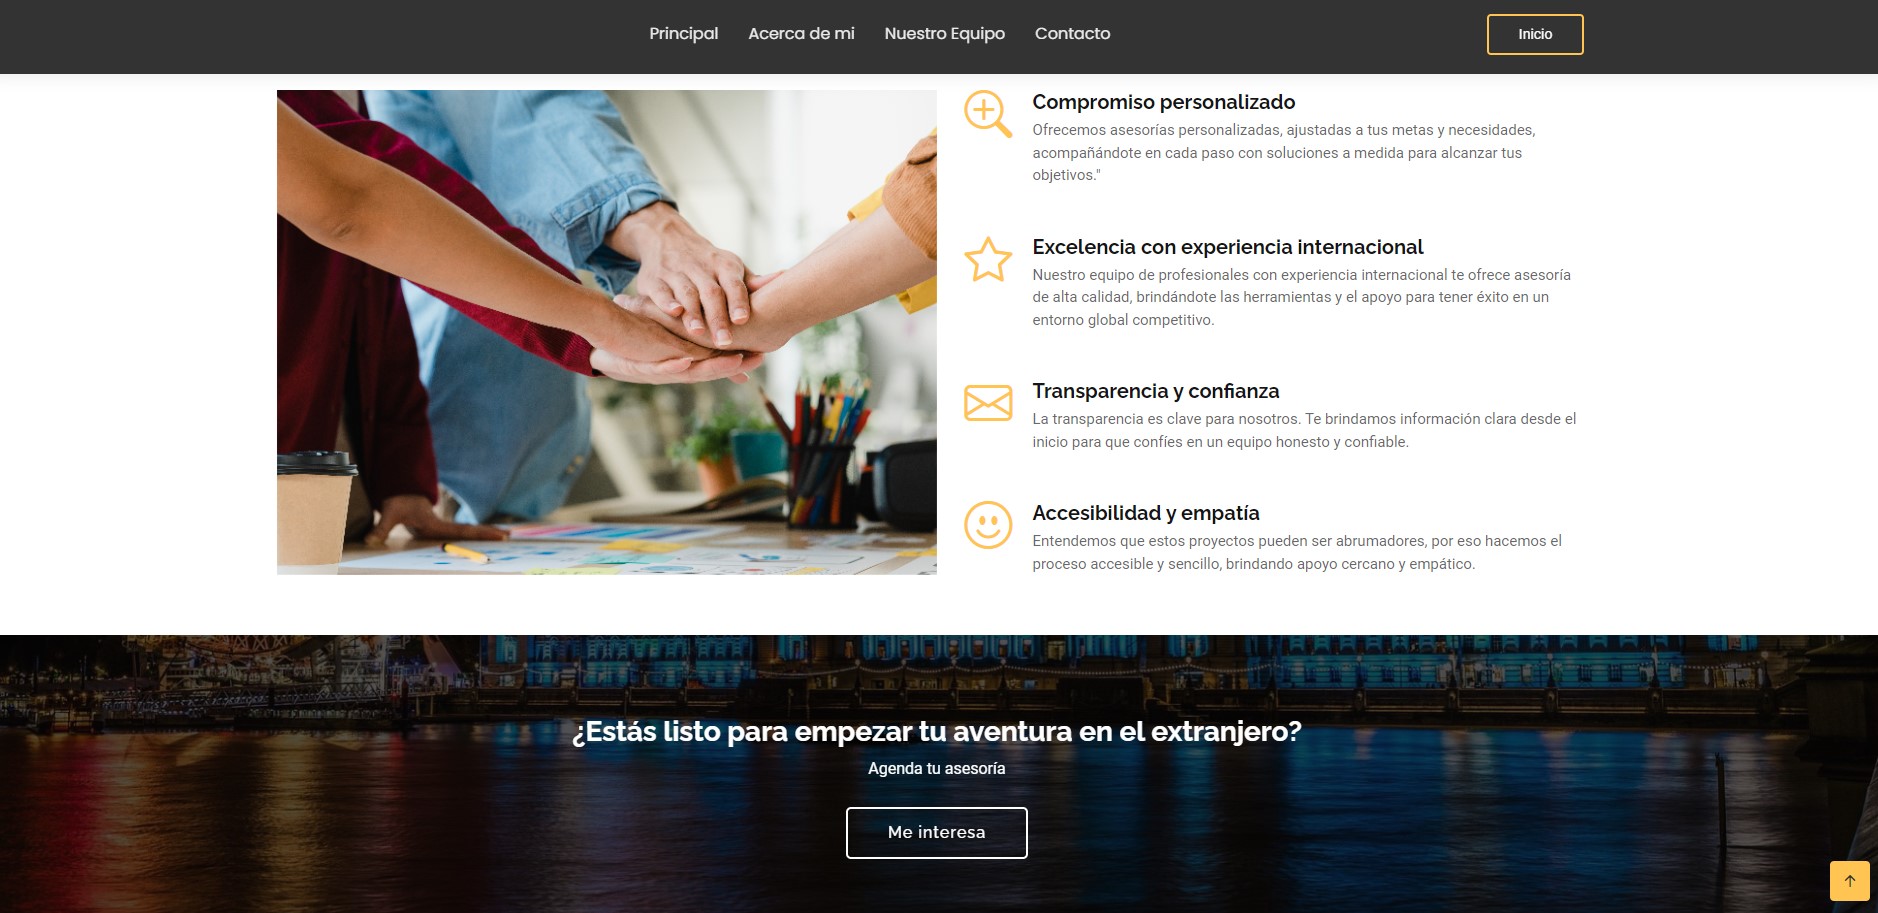 Principal Acerca de mi Nuestro Equipo Contacto Inicio
Compromiso personalizado
Ofrecemos asesorías personalizadas, ajustadas a tus metas y necesidades,
acompañándote en cada paso con soluciones a medida para alcanzar tus
objetivos."
Excelencia con experiencia internacional
Nuestro equipo de profesionales con experiencia internacional te ofrece asesoría
de alta calidad, brindándote las herramientas y el apoyo para tener éxito en un
entorno global competitivo.
Transparencia y confianza
La transparencia es clave para nosotros. Te brindamos información clara desde el
inicio para que confíes en un equipo honesto y confiable.
Accesibilidad y empatía
Entendemos que estos proyectos pueden ser abrumadores, por eso hacemos el
proceso accesible y sencillo, brindando apoyo cercano y empático.
¿Estás listo para empezar tu aventura en el extranjero?
Agenda tu asesoría
Me interesa